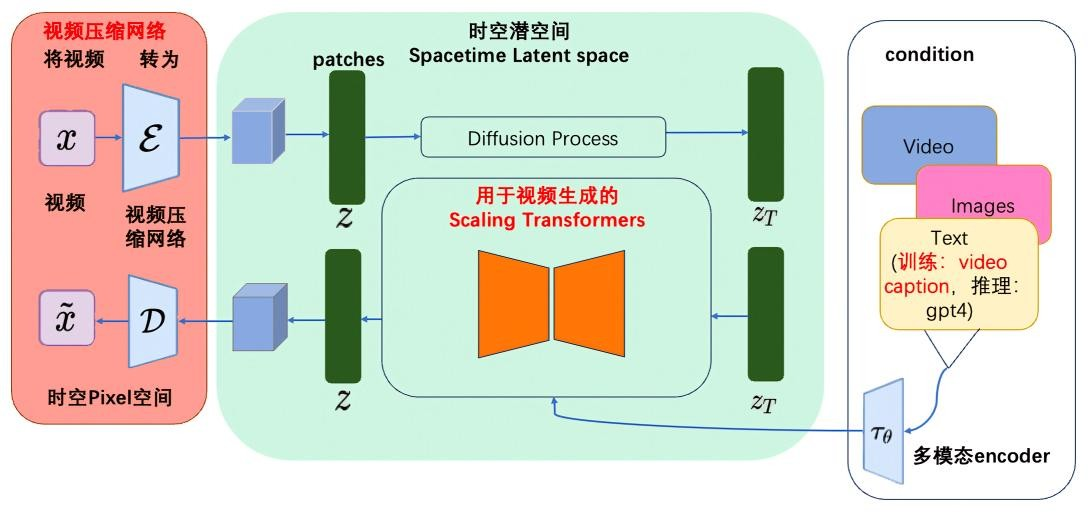 视频压缩网络
将视频 转为
x
ℰ
视频
视频压
缩网络
x̃
𝒟
时空Pixel空间
时空潜空间
Spacetime Latent space
patches
Diffusion Process
z
z_T
用于视频生成的
Scaling Transformers
z
z_T
condition
Video
Images
Text
(训练：video
caption，推理：
gpt4)
τ_θ
多模态encoder